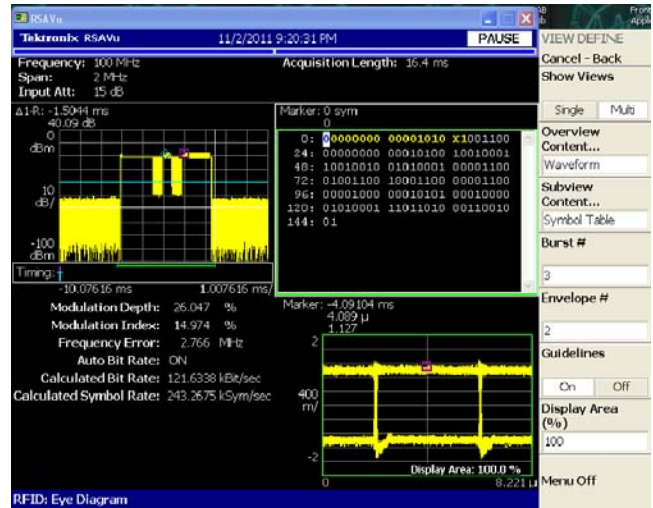 RSAVu
Tektronix RSAVu 11/2/2011 9:20:31 PM PAUSE
Frequency: 100 MHz Acquisition Length: 16.4 ms
Span: 2 MHz
Input Att: 15 dB
Δ1-R: -1.5044 ms
40.09 dB
0
dBm
10
dB/
-100
dBm
Timing:
-10.07616 ms 1.007616 ms/
Marker: 0 sym
0
0: 00000000 00001010 X1001100
24: 00000000 00010100 10010001
48: 10010010 01010001 00001100
72: 01001100 10001100 00001100
96: 00001000 00010101 00010000
120: 01010001 11011010 00110010
144: 01
Modulation Depth: 26.047 %
Modulation Index: 14.974 %
Frequency Error: 2.766 MHz
Auto Bit Rate: ON
Calculated Bit Rate: 121.6338 kBit/sec
Calculated Symbol Rate: 243.2675 kSym/sec
Marker: -4.09104 ms
4.089 μ
1.127
2
400
m/
-2
Display Area: 100.0 %
0 8.221 μ
RFID: Eye Diagram
Front
Appli
VIEW DEFINE
Cancel - Back
Show Views
Single Multi
Overview
Content...
Waveform
Subview
Content...
Symbol Table
Burst #
3
Envelope #
2
Guidelines
On Off
Display Area
(%)
100
Menu Off